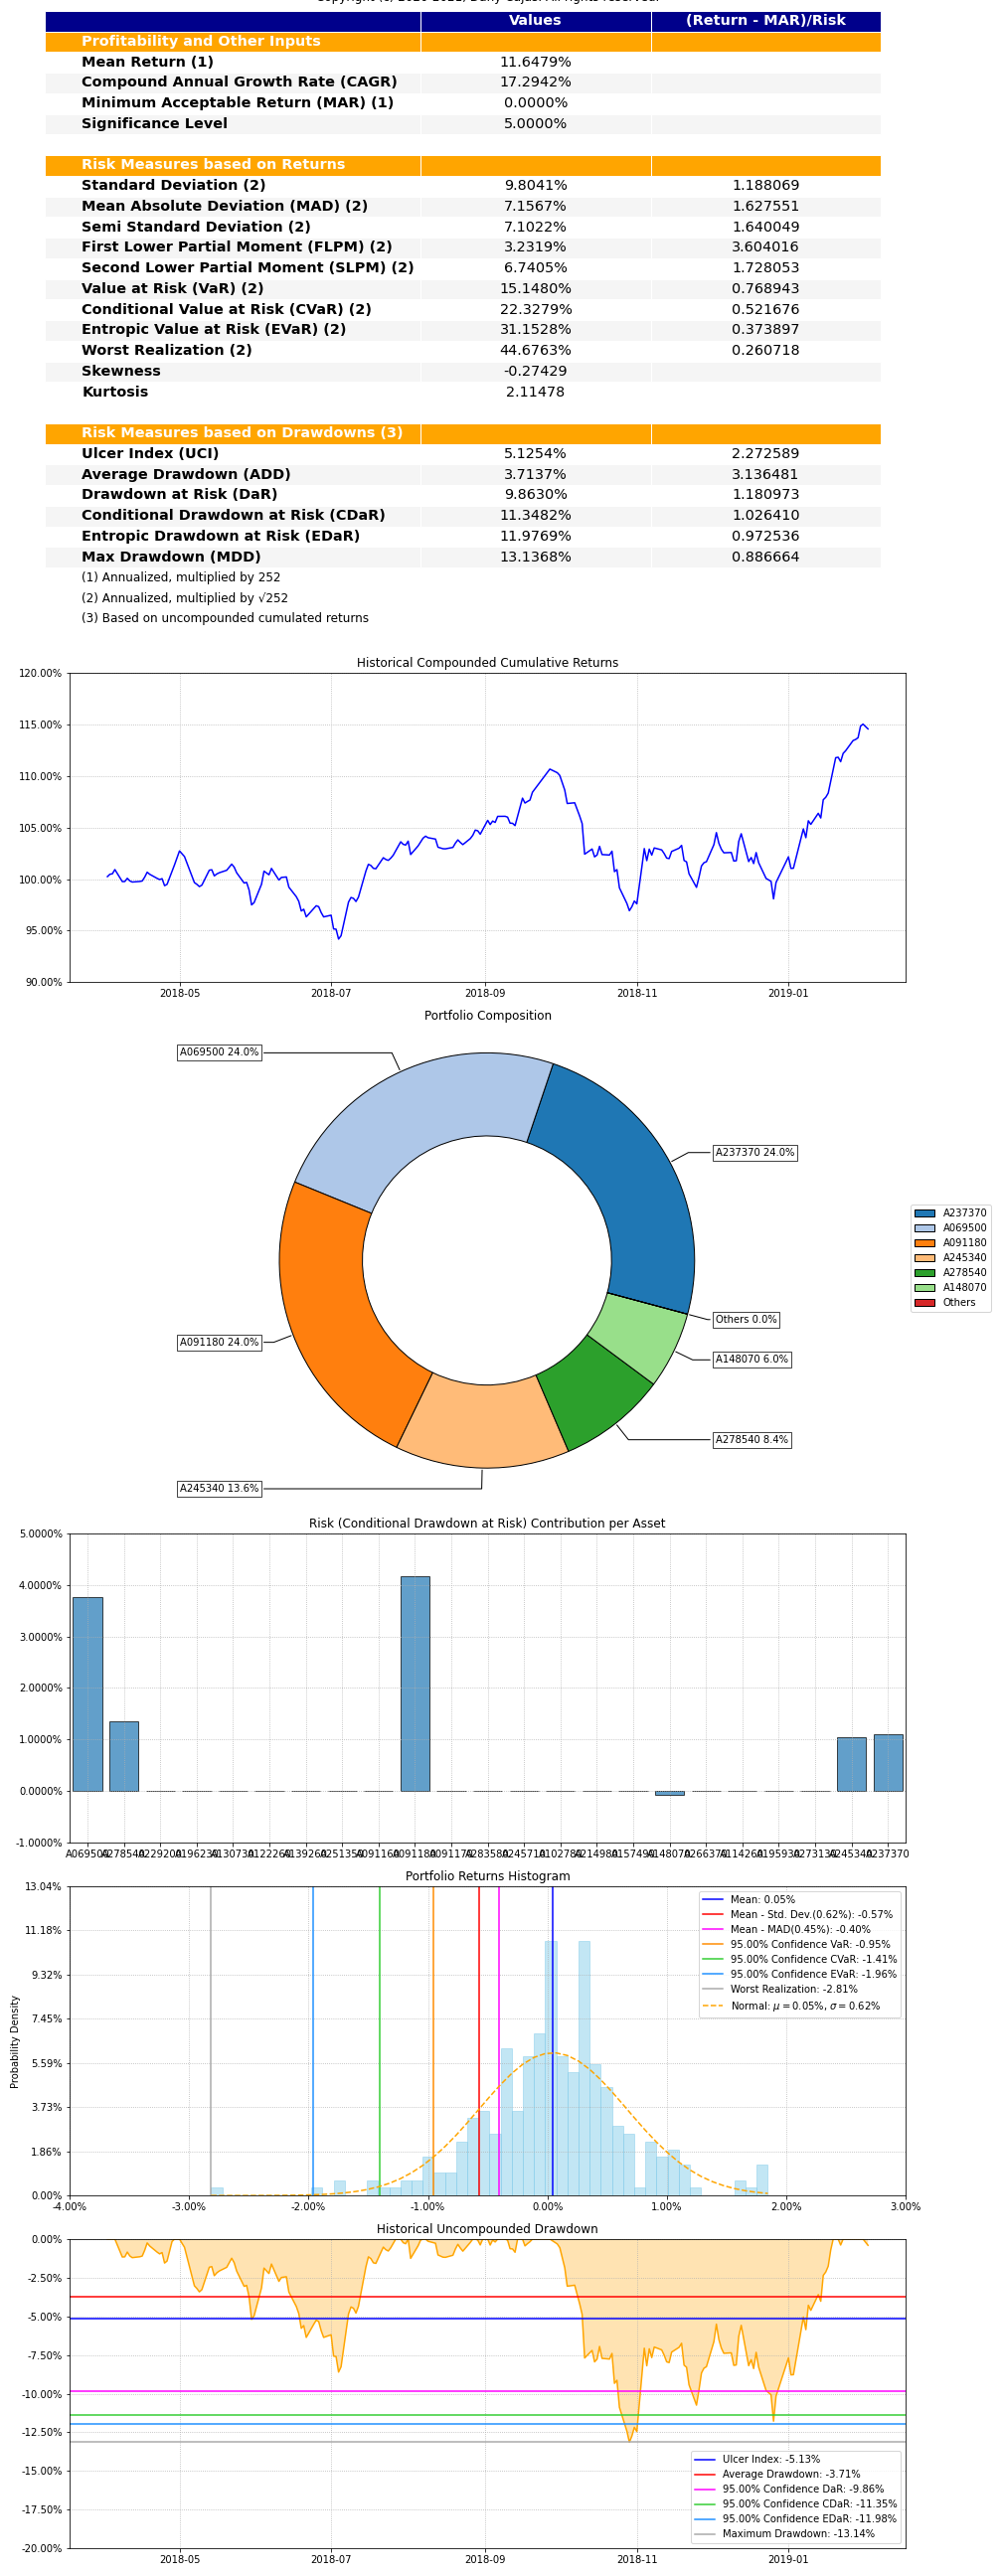 Copyright (c) 2020-2021, Dany Cajas. All rights reserved.
Values (Return - MAR)/Risk
Profitability and Other Inputs
Mean Return (1) 11.6479%
Compound Annual Growth Rate (CAGR) 17.2942%
Minimum Acceptable Return (MAR) (1) 0.0000%
Significance Level 5.0000%
Risk Measures based on Returns
Standard Deviation (2) 9.8041% 1.188069
Mean Absolute Deviation (MAD) (2) 7.1567% 1.627551
Semi Standard Deviation (2) 7.1022% 1.640049
First Lower Partial Moment (FLPM) (2) 3.2319% 3.604016
Second Lower Partial Moment (SLPM) (2) 6.7405% 1.728053
Value at Risk (VaR) (2) 15.1480% 0.768943
Conditional Value at Risk (CVaR) (2) 22.3279% 0.521676
Entropic Value at Risk (EVaR) (2) 31.1528% 0.373897
Worst Realization (2) 44.6763% 0.260718
Skewness -0.27429
Kurtosis 2.11478
Risk Measures based on Drawdowns (3)
Ulcer Index (UCI) 5.1254% 2.272589
Average Drawdown (ADD) 3.7137% 3.136481
Drawdown at Risk (DaR) 9.8630% 1.180973
Conditional Drawdown at Risk (CDaR) 11.3482% 1.026410
Entropic Drawdown at Risk (EDaR) 11.9769% 0.972536
Max Drawdown (MDD) 13.1368% 0.886664
(1) Annualized, multiplied by 252
(2) Annualized, multiplied by √252
(3) Based on uncompounded cumulated returns
Historical Compounded Cumulative Returns
120.00%
115.00%
110.00%
105.00%
100.00%
95.00%
90.00%
2018-05 2018-07 2018-09 2018-11 2019-01
Portfolio Composition
A069500 24.0%
A237370 24.0%
A237370
A069500
A091180
A245340
A278540
A148070
Others
Others 0.0%
A091180 24.0%
A148070 6.0%
A278540 8.4%
A245340 13.6%
Risk (Conditional Drawdown at Risk) Contribution per Asset
5.0000%
4.0000%
3.0000%
2.0000%
1.0000%
0.0000%
-1.0000%
A237370
Portfolio Returns Histogram
Probability Density
13.04%
11.18%
9.32%
7.45%
5.59%
3.73%
1.86%
0.00%
Mean: 0.05%
Mean - Std. Dev.(0.62%): -0.57%
Mean - MAD(0.45%): -0.40%
95.00% Confidence VaR: -0.95%
95.00% Confidence CVaR: -1.41%
95.00% Confidence EVaR: -1.96%
Worst Realization: -2.81%
Normal: μ = 0.05%, σ = 0.62%
-4.00% -3.00% -2.00% -1.00% 0.00% 1.00% 2.00% 3.00%
Historical Uncompounded Drawdown
0.00%
-2.50%
-5.00%
-7.50%
-10.00%
-12.50%
-15.00%
-17.50%
-20.00%
Ulcer Index: -5.13%
Average Drawdown: -3.71%
95.00% Confidence DaR: -9.86%
95.00% Confidence CDaR: -11.35%
95.00% Confidence EDaR: -11.98%
Maximum Drawdown: -13.14%
2018-05 2018-07 2018-09 2018-11 2019-01